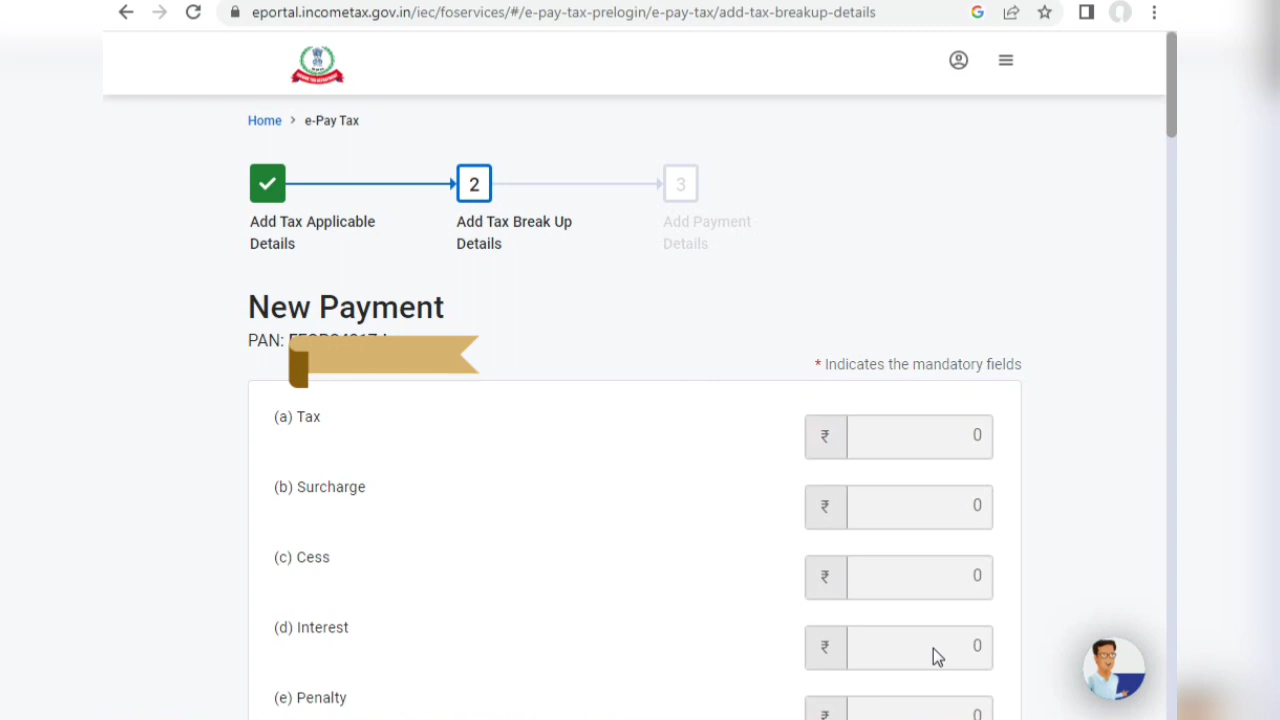 eportal.incometax.gov.in/iec/foservices/#/e-pay-tax-prelogin/e-pay-tax/add-tax-breakup-details
Home > e-Pay Tax
2
3
Add Tax Applicable
Details
Add Tax Break Up
Details
Add Payment
Details
New Payment
PAN:
* Indicates the mandatory fields
(a) Tax
₹ 0
(b) Surcharge
₹ 0
(c) Cess
₹ 0
(d) Interest
₹ 0
(e) Penalty
₹ 0